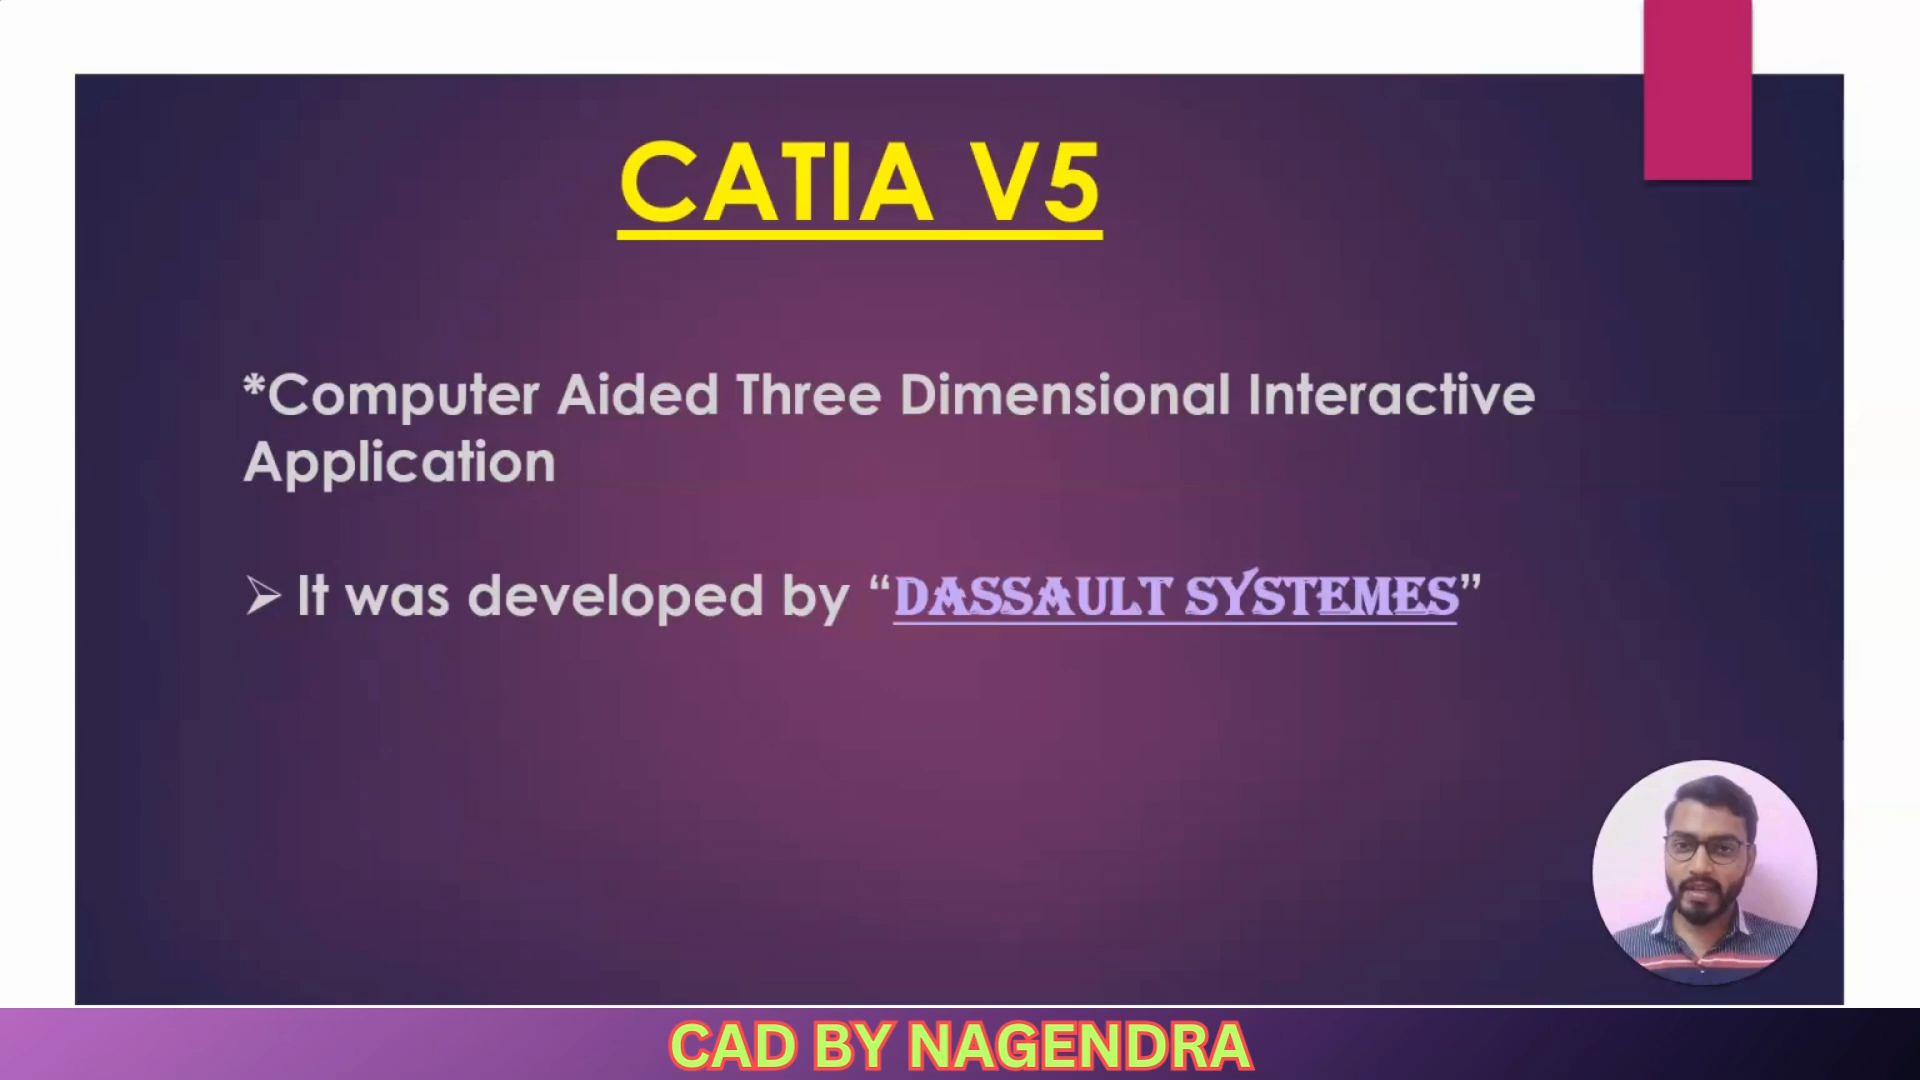 CATIA V5
*Computer Aided Three Dimensional Interactive
Application
➢ It was developed by “DASSAULT SYSTEMES”
CAD BY NAGENDRA